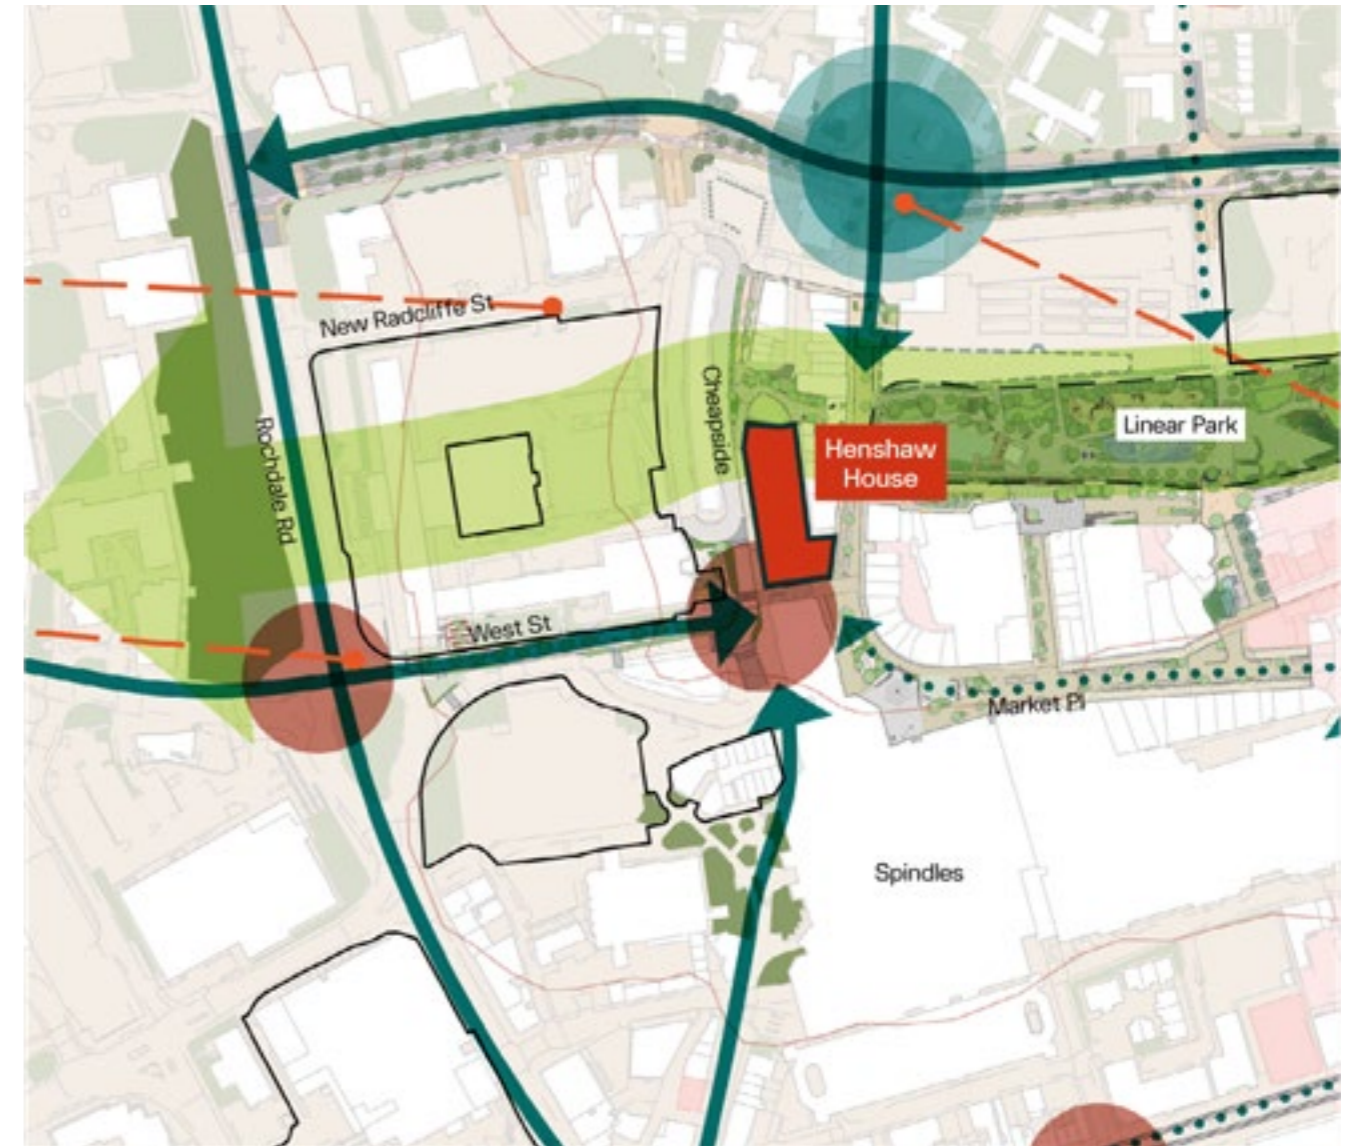 New Radcliffe St
Cheapside
Rochdale Rd
Linear Park
Henshaw
House
West St
Market Pl
Spindles